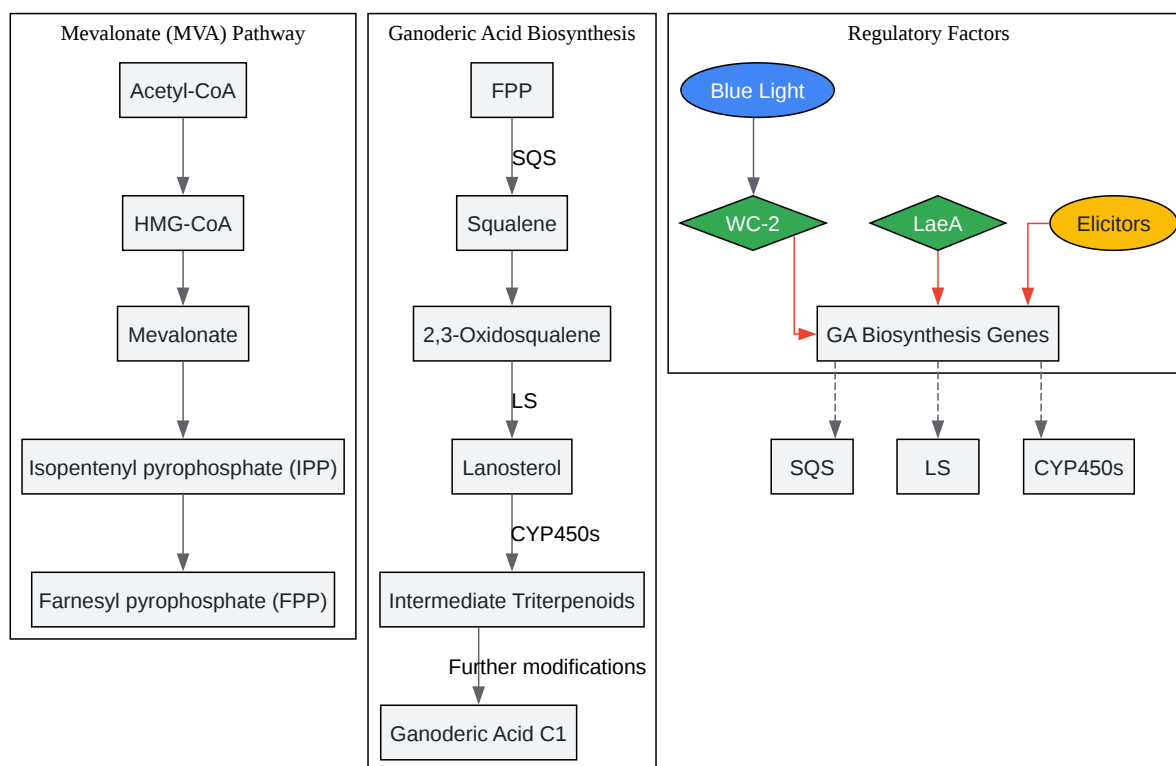 Mevalonate (MVA) Pathway
Acetyl-CoA
HMG-CoA
Mevalonate
Isopentenyl pyrophosphate (IPP)
Farnesyl pyrophosphate (FPP)
Ganoderic Acid Biosynthesis
FPP
SQS
Squalene
2,3-Oxidosqualene
LS
Lanosterol
CYP450s
Intermediate Triterpenoids
Further modifications
Ganoderic Acid C1
Regulatory Factors
Blue Light
WC-2
LaeA
Elicitors
GA Biosynthesis Genes
SQS
LS
CYP450s